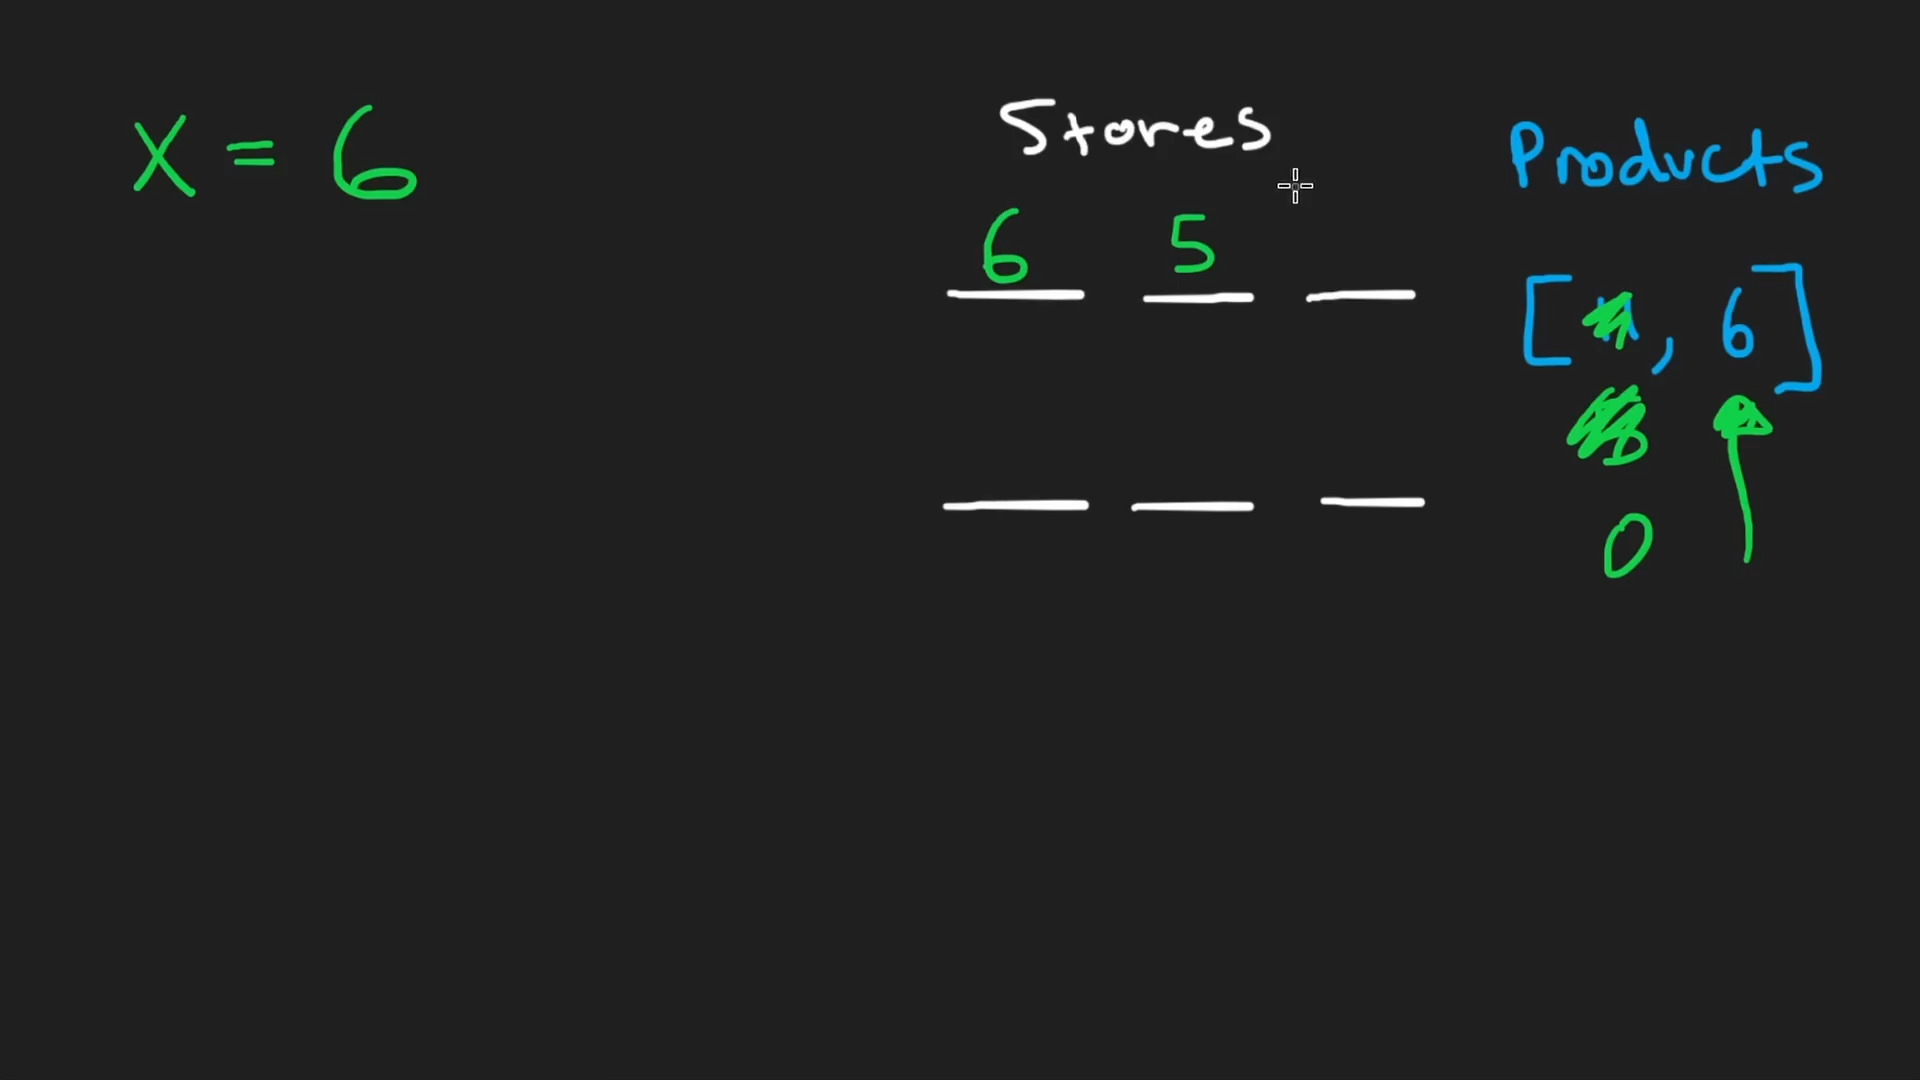 X = 6
Stores
Products
6 5
[ , 6]
0